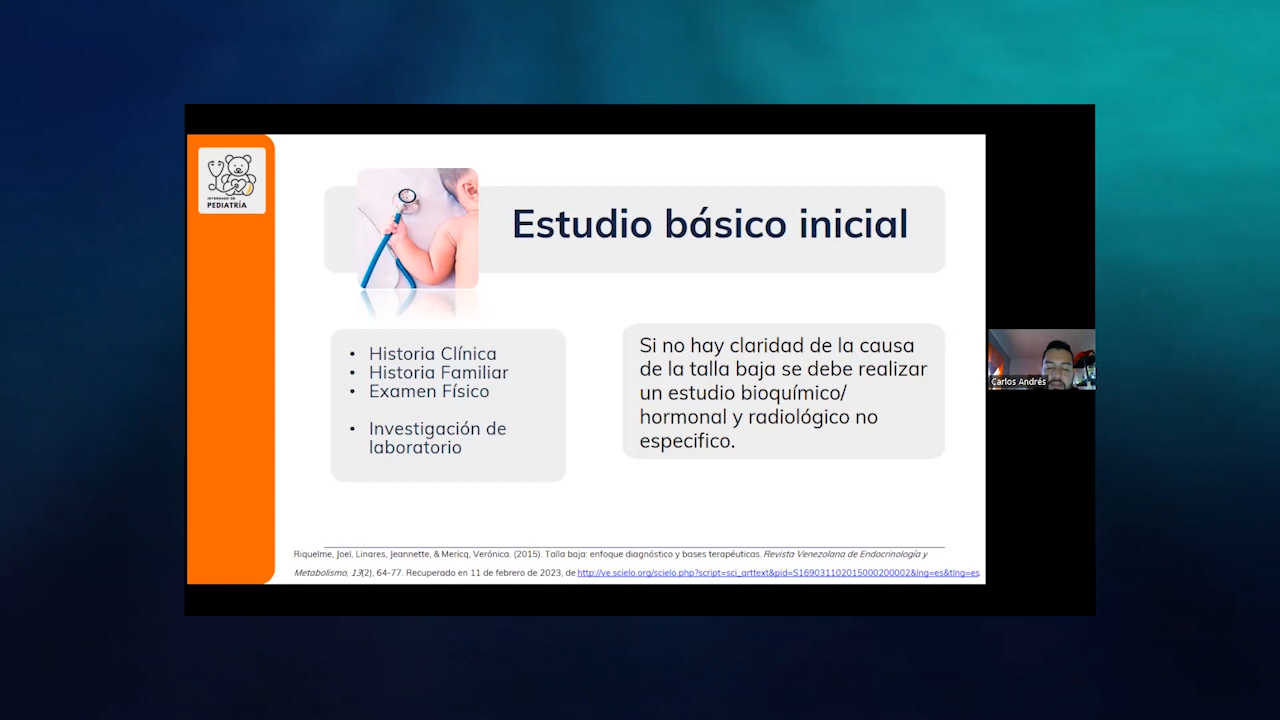 INTERNADO DE
PEDIATRÍA
Estudio básico inicial
• Historia Clínica
• Historia Familiar
• Examen Físico
• Investigación de
laboratorio
Si no hay claridad de la causa
de la talla baja se debe realizar
un estudio bioquímico/
hormonal y radiológico no
especifico.
Carlos Andrés
Riquelme, Joel, Linares, Jeannette, & Mericq, Verónica. (2015). Talla baja: enfoque diagnóstico y bases terapéuticas. Revista Venezolana de Endocrinología y
Metabolismo, 13(2), 64-77. Recuperado en 11 de febrero de 2023, de http://ve.scielo.org/scielo.php?script=sci_arttext&pid=S169031102015000200002&lng=es&tlng=es